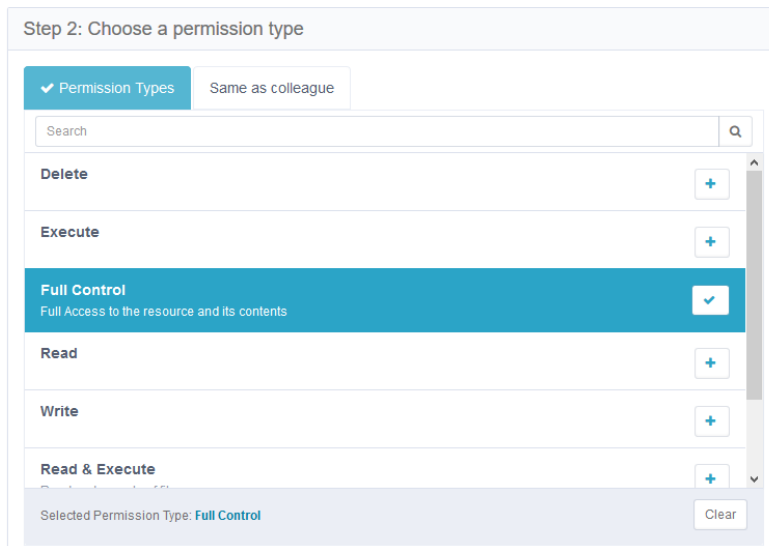 Step 2: Choose a permission type
Permission Types
Same as colleague
Search
Delete
Execute
Full Control
Full Access to the resource and its contents
Read
Write
Read & Execute
Selected Permission Type: Full Control
Clear